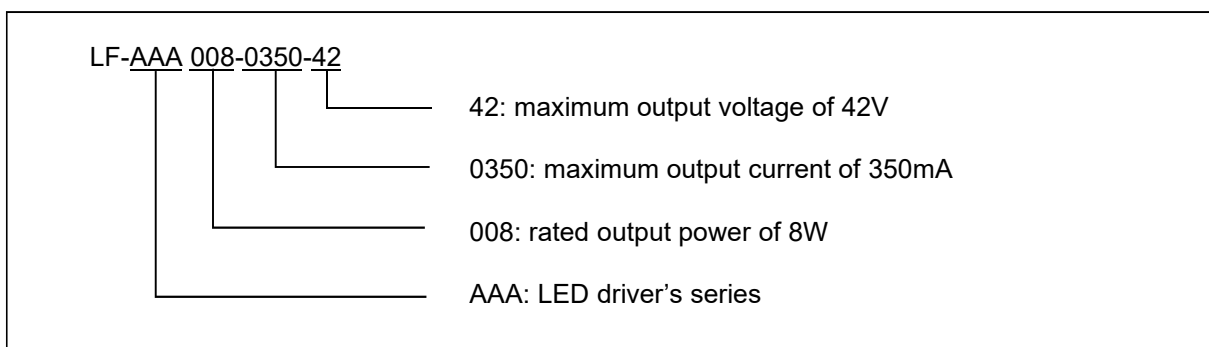 LF-AAA 008-0350-42
42: maximum output voltage of 42V
0350: maximum output current of 350mA
008: rated output power of 8W
AAA: LED driver’s series